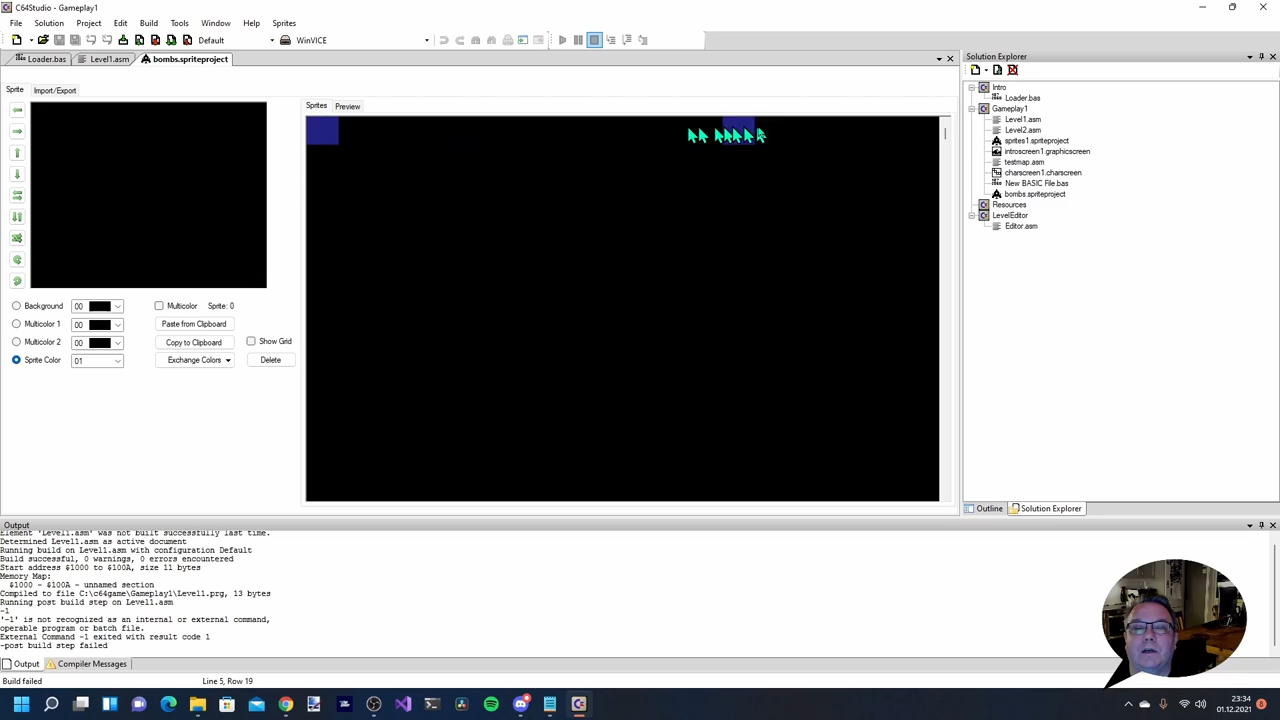 C64Studio - Gameplay1
File Solution Project Edit Build Tools Window Help Sprites
Default WinVICE
Loader.bas Level1.asm bombs.spriteproject
Sprite Import/Export
Sprites Preview
Background 00 Multicolor Sprite: 0
Multicolor 1 00 Paste from Clipboard
Multicolor 2 00 Copy to Clipboard Show Grid
Sprite Color 01 Exchange Colors Delete
Solution Explorer
Intro
Loader.bas
Gameplay1
Level1.asm
Level2.asm
sprites1.spriteproject
introscreen1.graphicscreen
testmap.asm
charscreen1.charscreen
New BASIC File.bas
bombs.spriteproject
Resources
LevelEditor
Editor.asm
Outline Solution Explorer
Output
Element 'Level1.asm' was not built successfully last time.
Determined Level1.asm as active document
Running build on Level1.asm with configuration Default
Build successful, 0 warnings, 0 errors encountered
Start address $1000 to $100A, size 11 bytes
Memory Map:
$1000 - $100A - unnamed section
Compiled to file C:\c64game\Gameplay1\Level1.prg, 13 bytes
Running post build step on Level1.asm
-1
'-1' is not recognized as an internal or external command,
operable program or batch file.
External Command -1 exited with result code 1
-post build step failed
Output Compiler Messages
Build failed Line 5, Row 19
23:34
01.12.2021